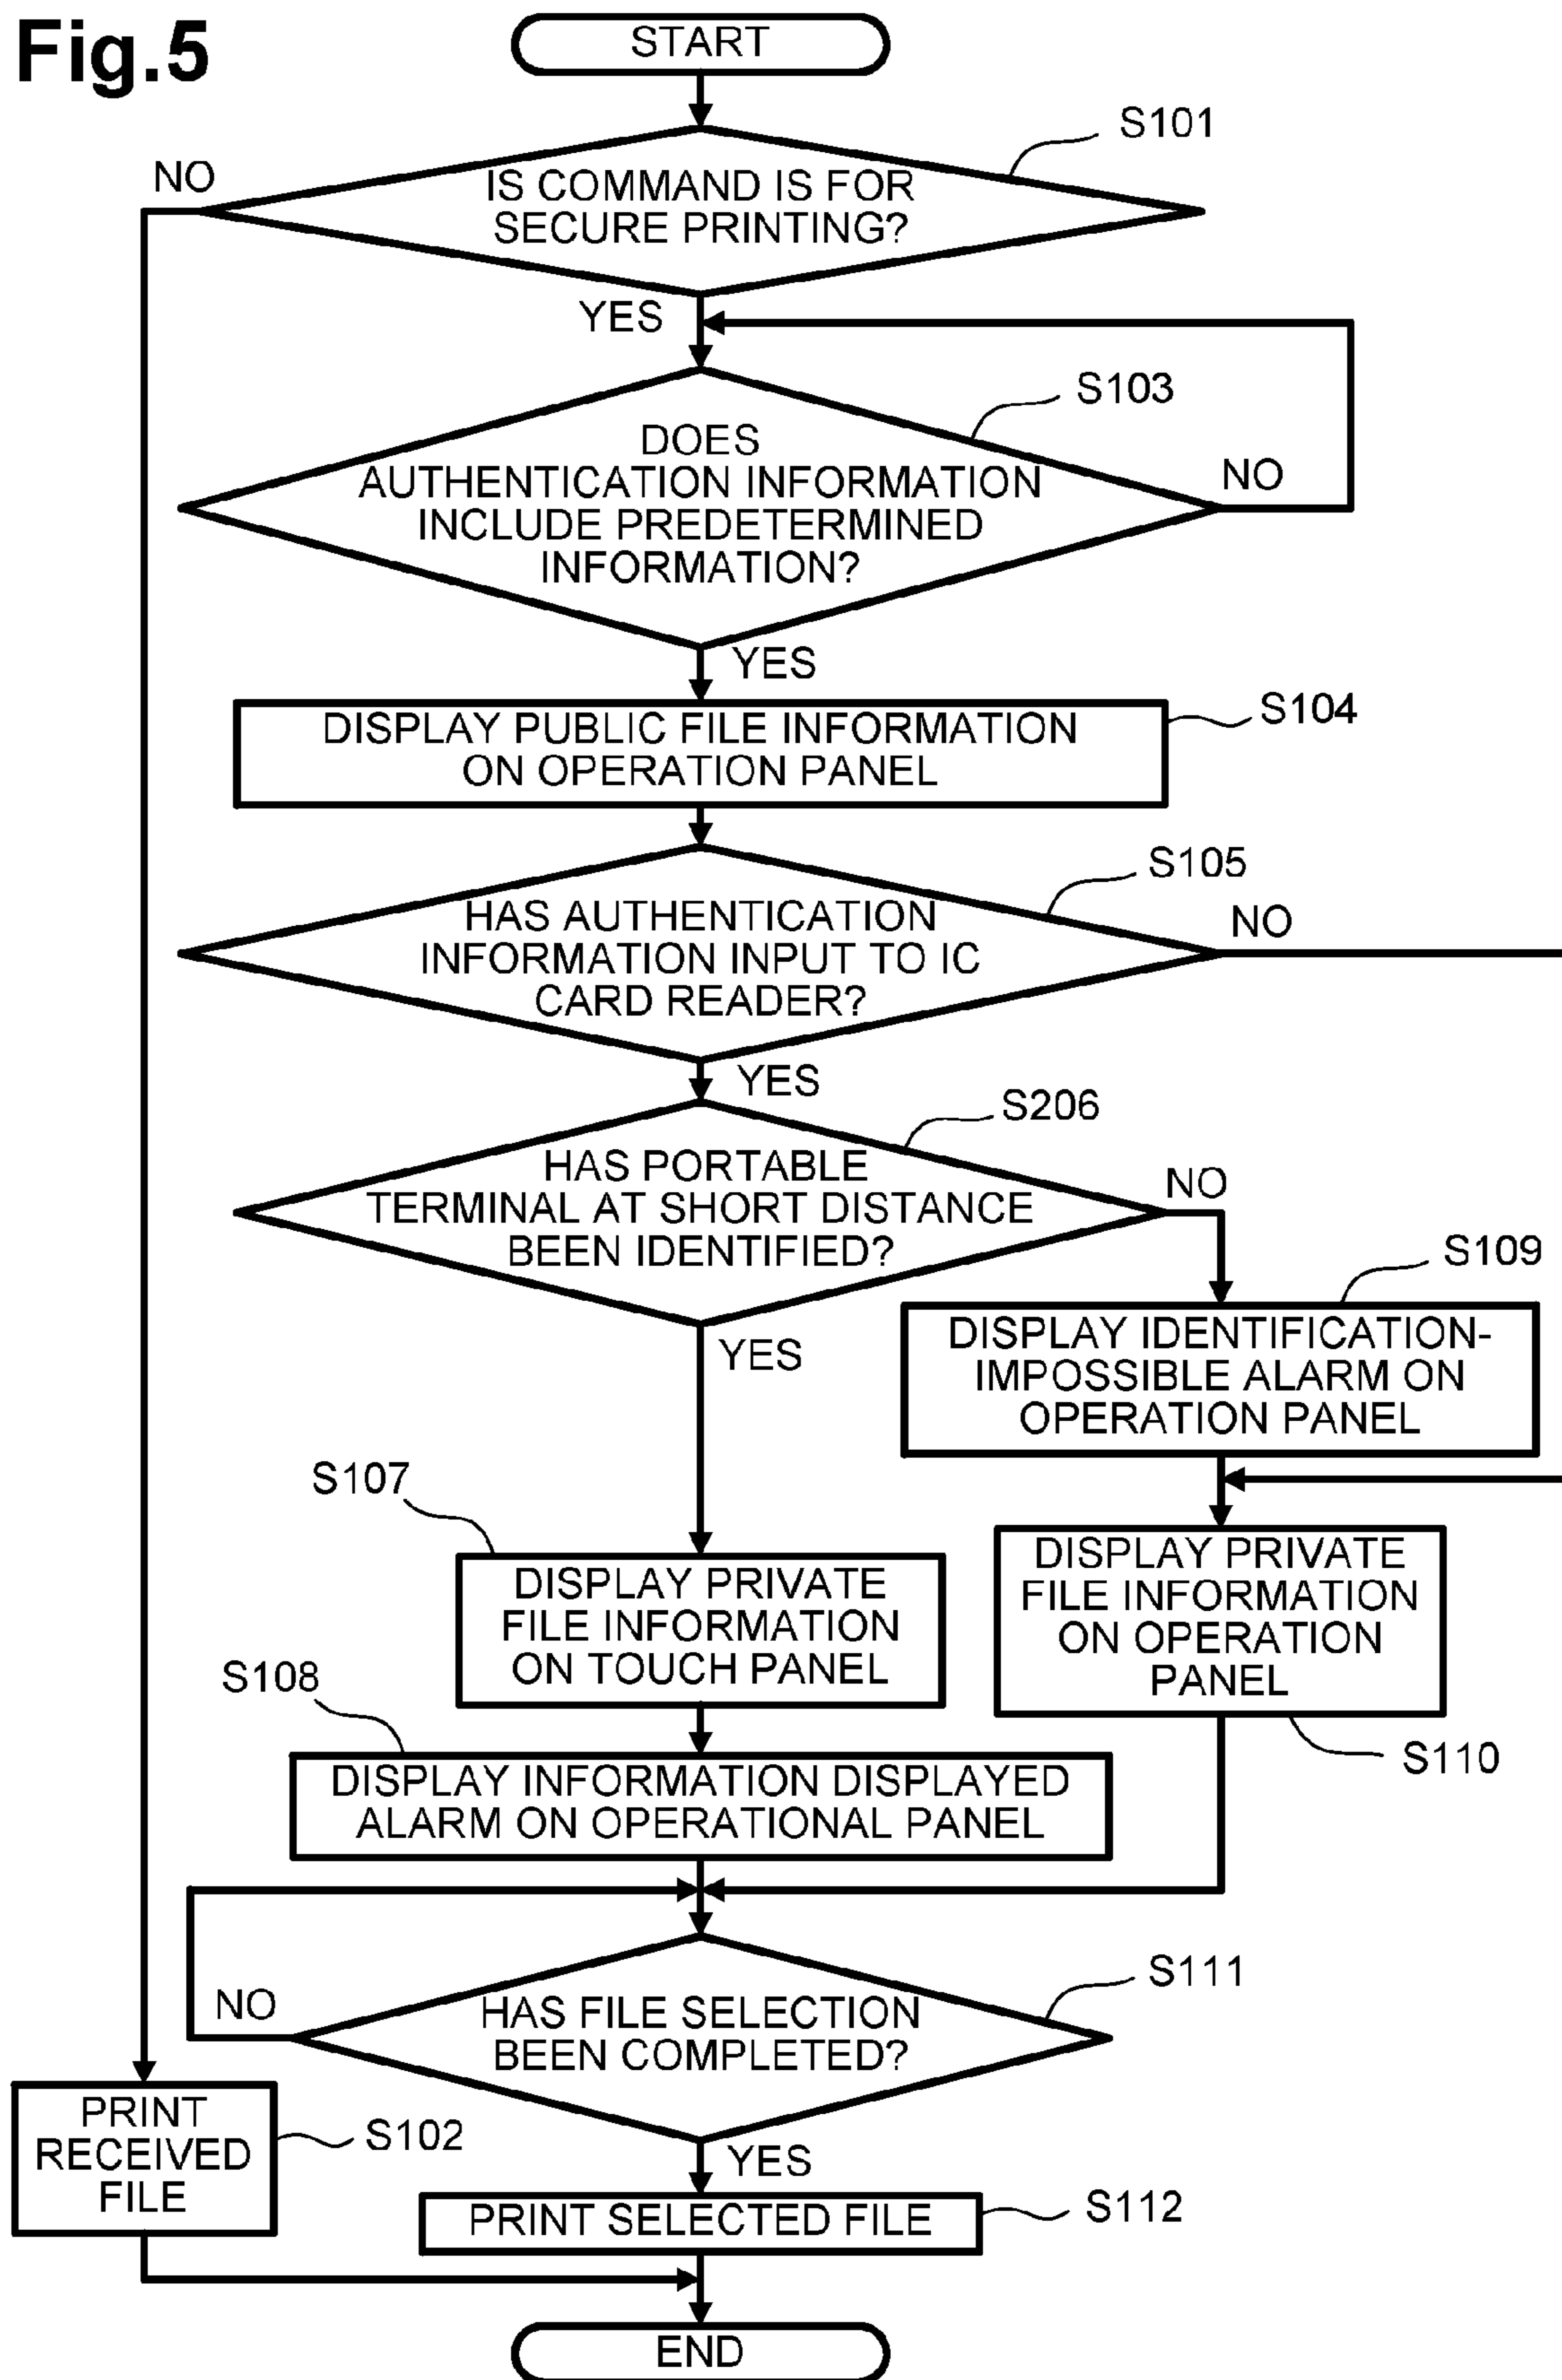 Fig.5
START
S101
NO
IS COMMAND IS FOR
SECURE PRINTING?
YES
S103
DOES
AUTHENTICATION INFORMATION
INCLUDE PREDETERMINED
INFORMATION?
NO
YES
S104
DISPLAY PUBLIC FILE INFORMATION
ON OPERATION PANEL
S105
HAS AUTHENTICATION
INFORMATION INPUT TO IC
CARD READER?
NO
YES
S206
HAS PORTABLE
TERMINAL AT SHORT DISTANCE
BEEN IDENTIFIED?
NO
S109
DISPLAY IDENTIFICATION-
IMPOSSIBLE ALARM ON
OPERATION PANEL
YES
S107
DISPLAY PRIVATE
FILE INFORMATION
ON TOUCH PANEL
DISPLAY PRIVATE
FILE INFORMATION
ON OPERATION
PANEL
S110
S108
DISPLAY INFORMATION DISPLAYED
ALARM ON OPERATIONAL PANEL
S111
NO
HAS FILE SELECTION
BEEN COMPLETED?
PRINT
RECEIVED
FILE
S102
YES
S112
PRINT SELECTED FILE
END